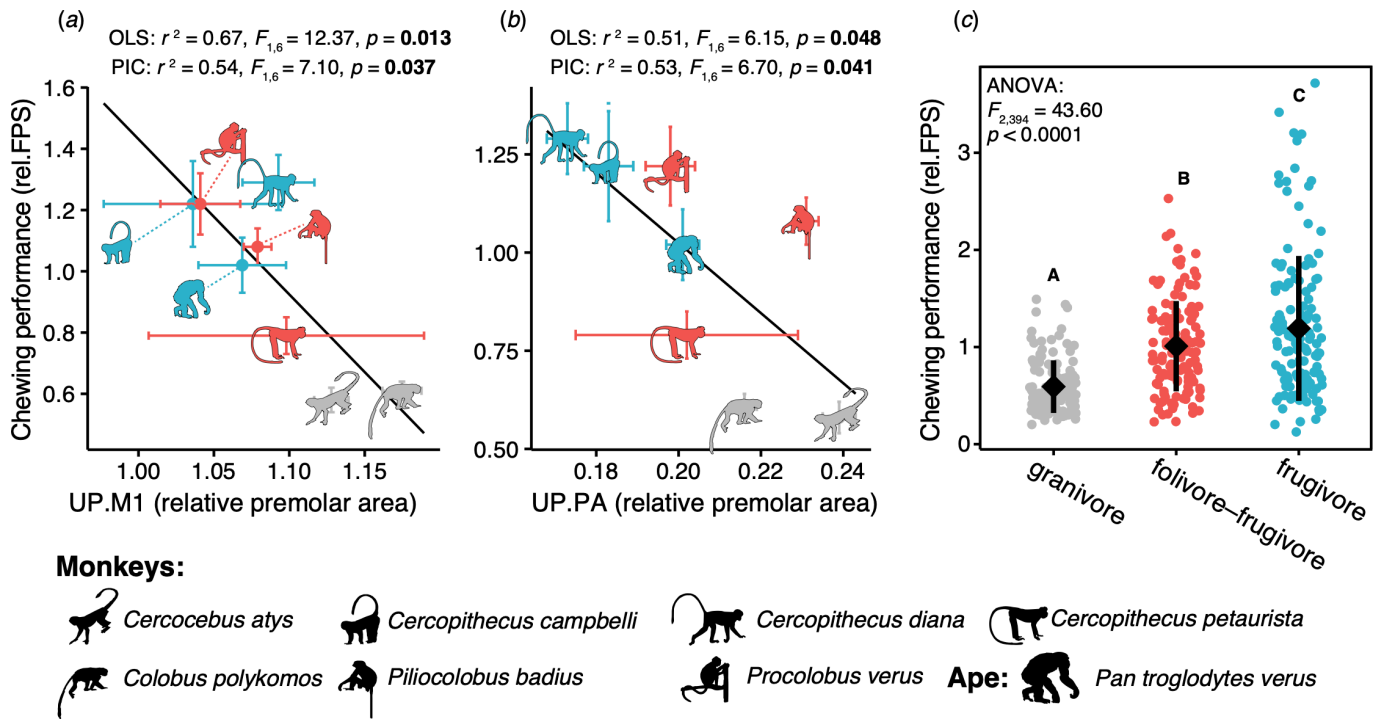 (a)
OLS: r² = 0.67, F₁,₆ = 12.37, p = 0.013
PIC: r² = 0.54, F₁,₆ = 7.10, p = 0.037
1.6
1.4
1.2
1.0
0.8
0.6
Chewing performance (rel.FPS)
1.00
1.05
1.10
1.15
UP.M1 (relative premolar area)
(b)
OLS: r² = 0.51, F₁,₆ = 6.15, p = 0.048
PIC: r² = 0.53, F₁,₆ = 6.70, p = 0.041
1.25
1.00
0.75
0.50
0.18
0.20
0.22
0.24
UP.PA (relative premolar area)
(c)
ANOVA:
F₂,₃₉₄ = 43.60
p < 0.0001
A
B
C
3
2
1
0
Chewing performance (rel.FPS)
granivore
folivore–frugivore
frugivore
Monkeys:
Cercocebus atys
Cercopithecus campbelli
Cercopithecus diana
Cercopithecus petaurista
Colobus polykomos
Piliocolobus badius
Procolobus verus
Ape:
Pan troglodytes verus